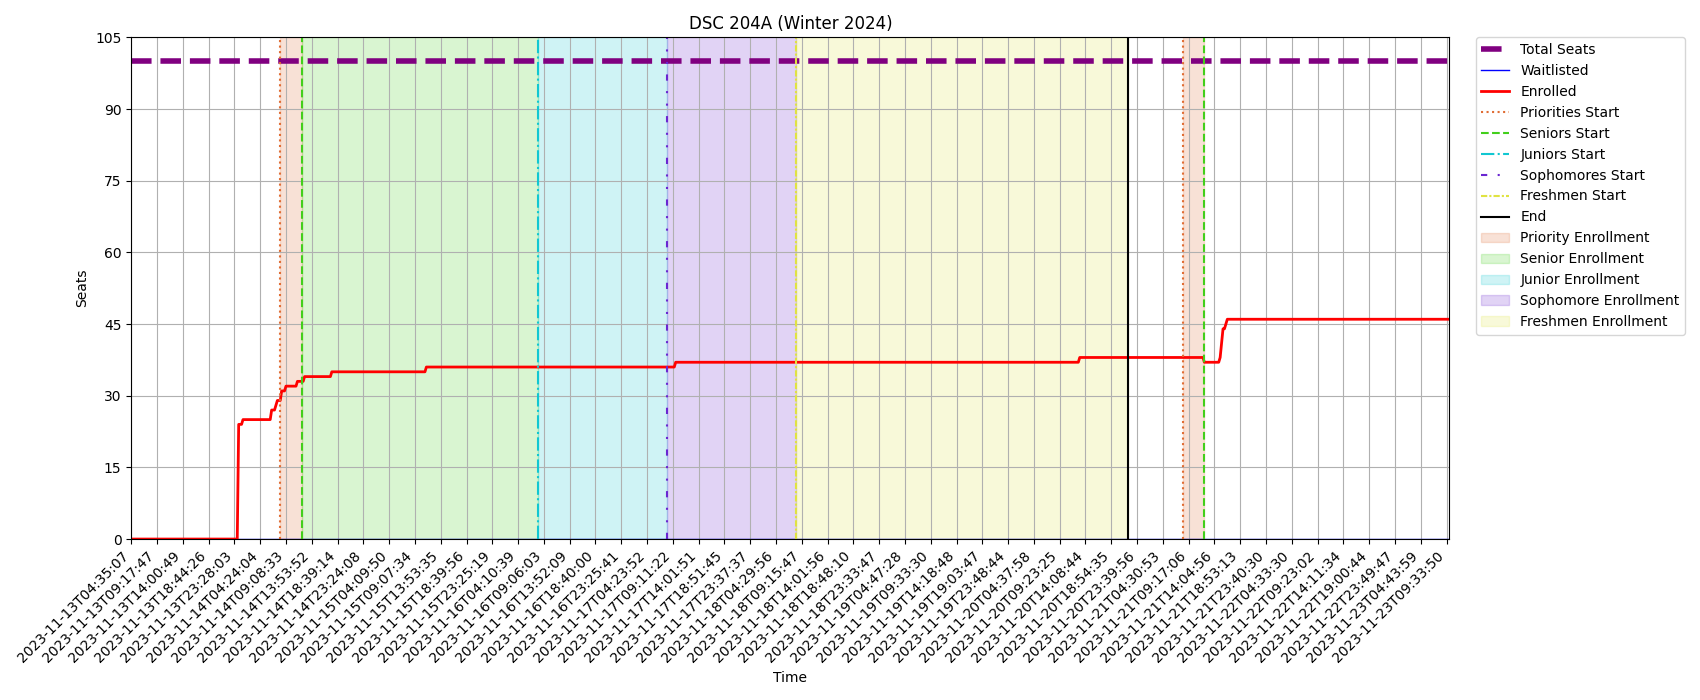 DSC 204A (Winter 2024)
Seats
105
90
75
60
45
30
15
0
2023-11-13T04:35:07
2023-11-13T09:17:47
2023-11-13T14:00:49
2023-11-13T18:44:26
2023-11-13T23:28:03
2023-11-14T04:24:04
2023-11-14T09:08:33
2023-11-14T13:53:52
2023-11-14T18:39:14
2023-11-14T23:24:08
2023-11-15T04:09:50
2023-11-15T09:07:34
2023-11-15T13:53:35
2023-11-15T18:39:56
2023-11-15T23:25:19
2023-11-16T04:10:39
2023-11-16T09:06:03
2023-11-16T13:52:09
2023-11-16T18:40:00
2023-11-16T23:25:41
2023-11-17T04:23:52
2023-11-17T09:11:22
2023-11-17T14:01:51
2023-11-17T18:51:45
2023-11-17T23:37:37
2023-11-18T04:29:56
2023-11-18T09:15:47
2023-11-18T14:01:56
2023-11-18T18:48:10
2023-11-18T23:33:47
2023-11-19T04:47:28
2023-11-19T09:33:30
2023-11-19T14:18:48
2023-11-19T19:03:47
2023-11-19T23:48:44
2023-11-20T04:37:58
2023-11-20T09:23:25
2023-11-20T14:08:44
2023-11-20T18:54:35
2023-11-20T23:39:56
2023-11-21T04:30:53
2023-11-21T09:17:06
2023-11-21T14:04:56
2023-11-21T18:53:13
2023-11-21T23:40:30
2023-11-22T04:33:30
2023-11-22T09:23:02
2023-11-22T14:11:34
2023-11-22T19:00:44
2023-11-22T23:49:47
2023-11-23T04:43:59
2023-11-23T09:33:50
Time
Total Seats
Waitlisted
Enrolled
Priorities Start
Seniors Start
Juniors Start
Sophomores Start
Freshmen Start
End
Priority Enrollment
Senior Enrollment
Junior Enrollment
Sophomore Enrollment
Freshmen Enrollment